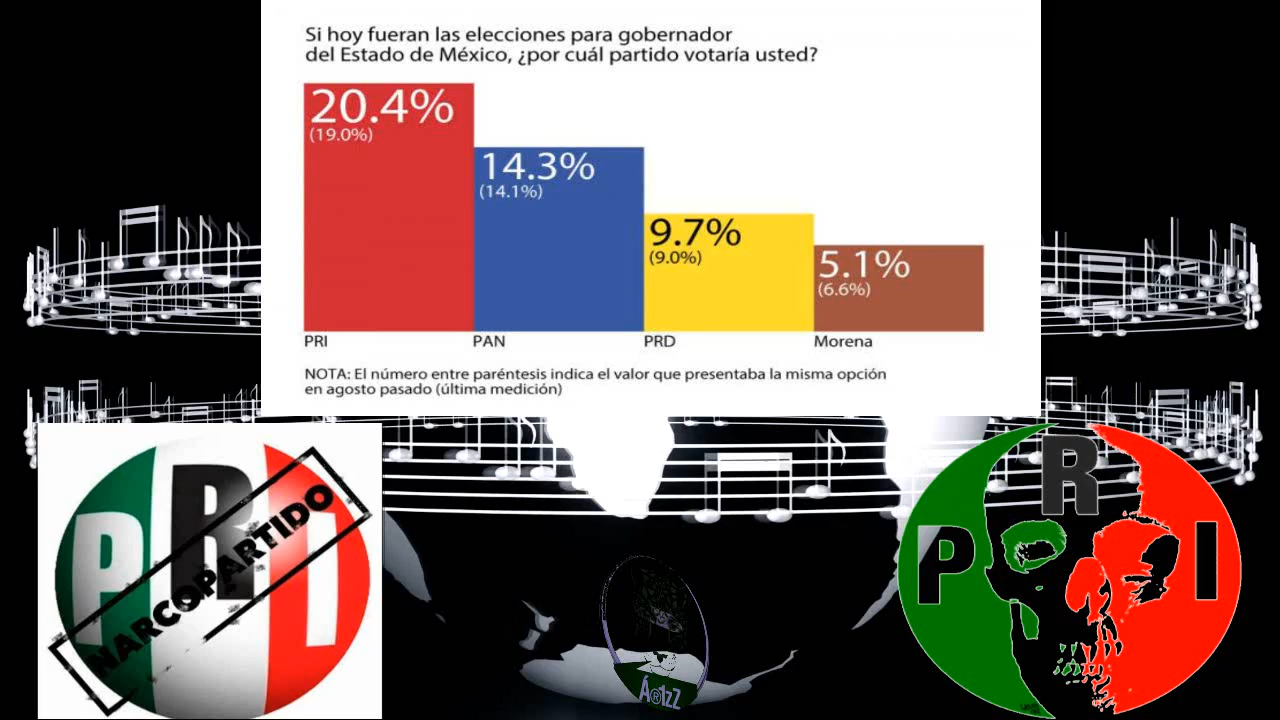 Si hoy fueran las elecciones para gobernador
del Estado de México, ¿por cuál partido votaría usted?
20.4%
(19.0%)
14.3%
(14.1%)
9.7%
(9.0%)
5.1%
(6.6%)
PRI
PAN
PRD
Morena
NOTA: El número entre paréntesis indica el valor que presentaba la misma opción
en agosto pasado (última medición)
PRI
NARCOPARTIDO
PRI